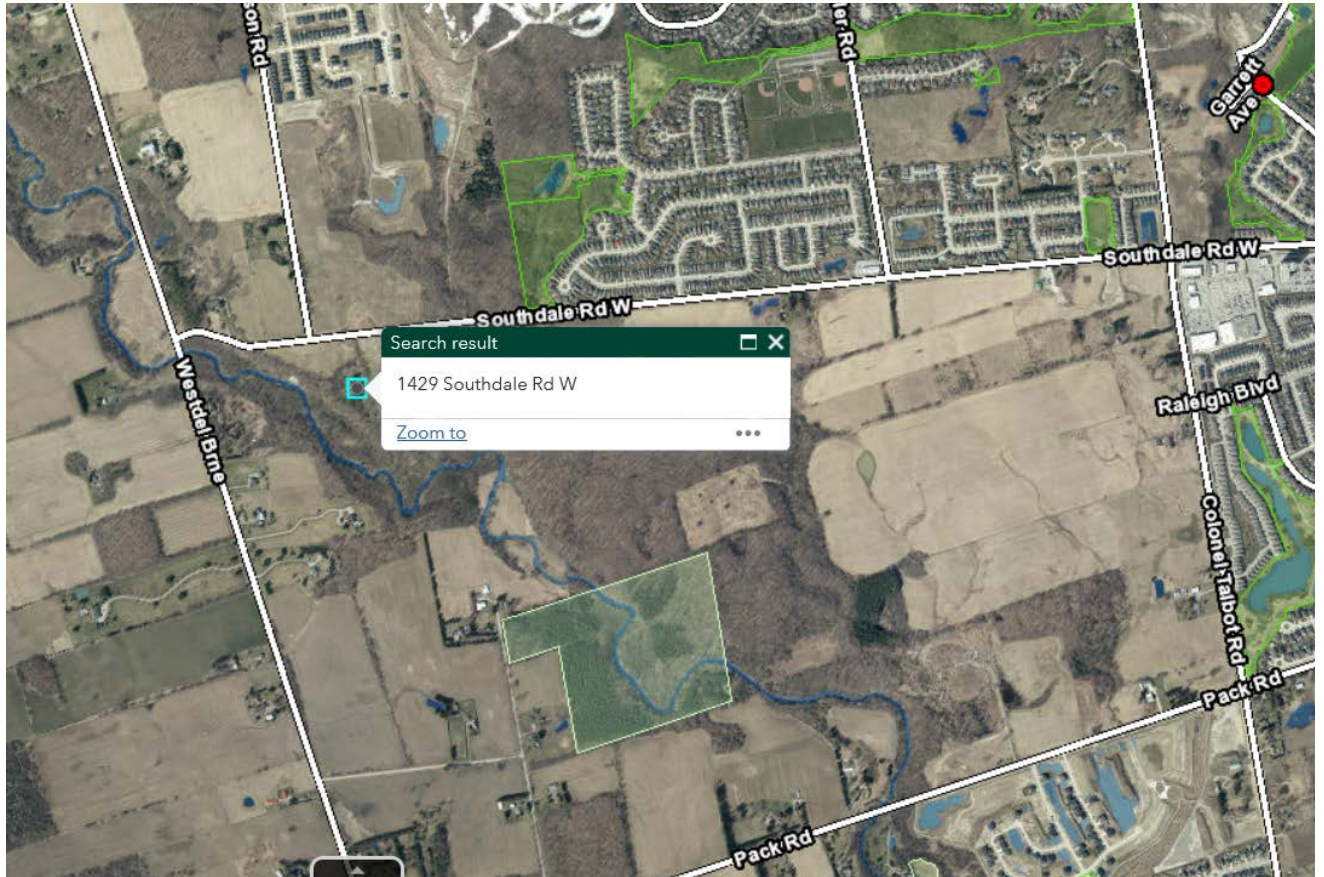 son Rd
er Rd
Garrett
Ave
Southdale Rd W
Southdale Rd W
Search result
1429 Southdale Rd W
Zoom to
Westdel Brne
Raleigh Blvd
Colonel Talbot Rd
Pack Rd
Pack Rd